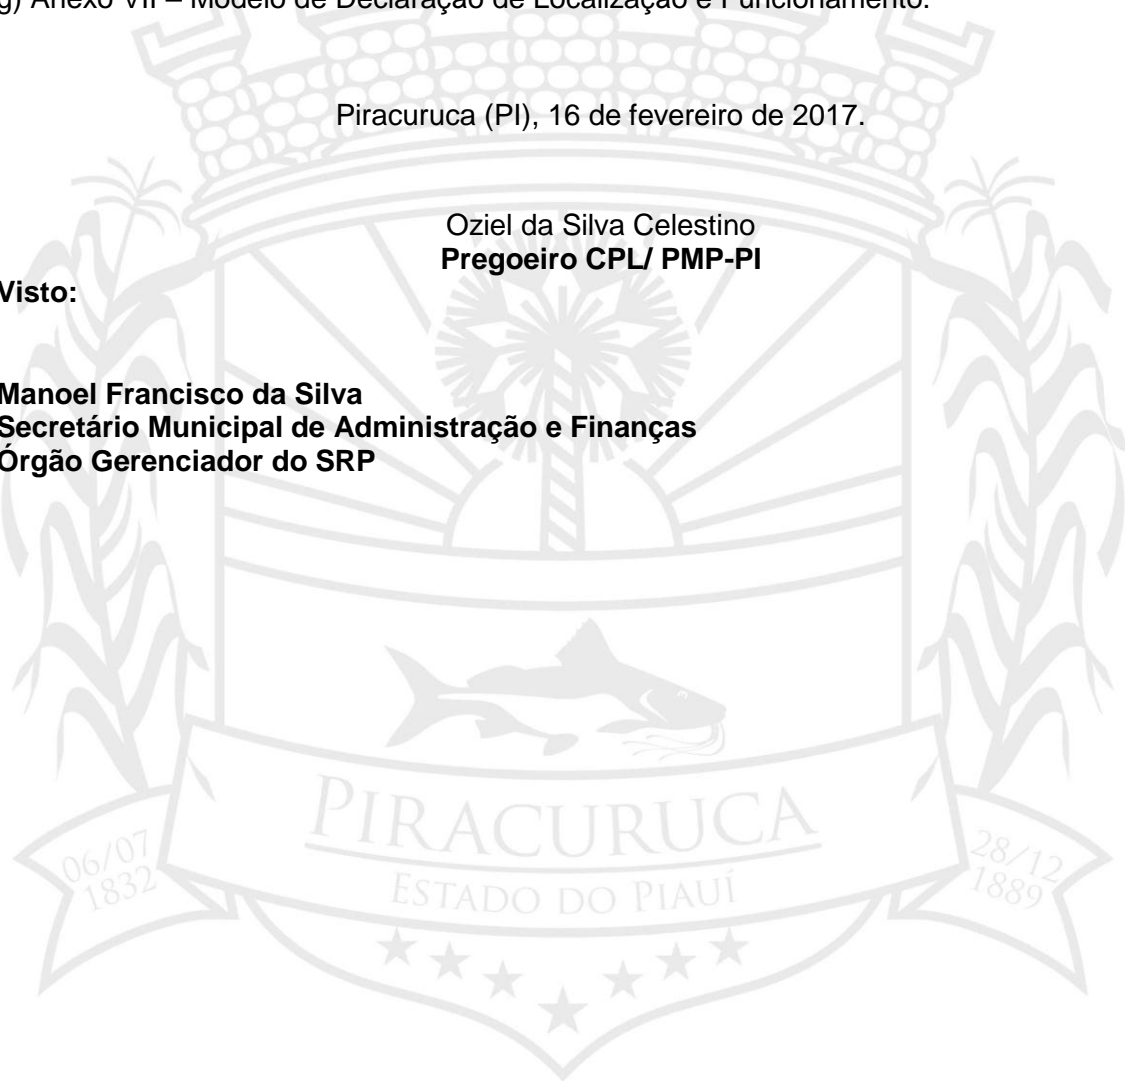 g) Anexo VII – Modelo de Declaração de Localização e Funcionamento.
Piracuruca (PI), 16 de fevereiro de 2017.
Oziel da Silva Celestino
Pregoeiro CPL/ PMP-PI
Visto:
Manoel Francisco da Silva
Secretário Municipal de Administração e Finanças
Órgão Gerenciador do SRP
PIRACURUCA
ESTADO DO PIAUÍ
06/07
1832
28/12
1889